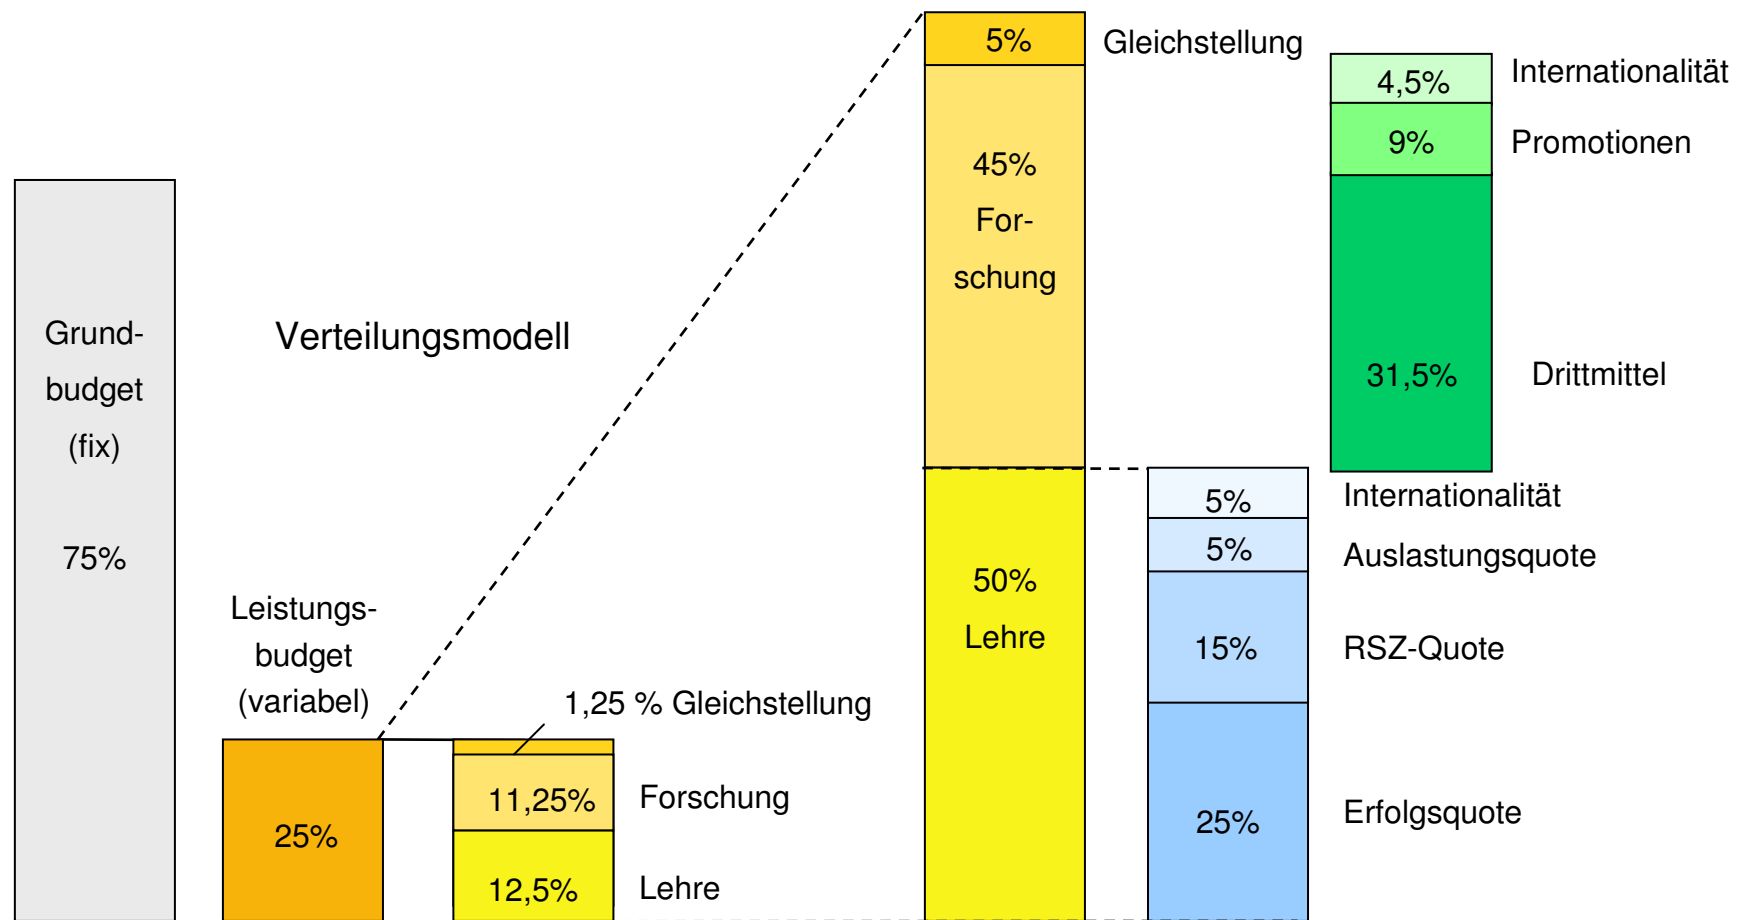 Grund-
budget
(fix)
75%
Verteilungsmodell
Leistungs-
budget
(variabel)
25%
1,25 % Gleichstellung
11,25%
Forschung
12,5%
Lehre
5%
Gleichstellung
45%
For-
schung
50%
Lehre
4,5%
Internationalität
9%
Promotionen
31,5%
Drittmittel
5%
Internationalität
5%
Auslastungsquote
15%
RSZ-Quote
25%
Erfolgsquote